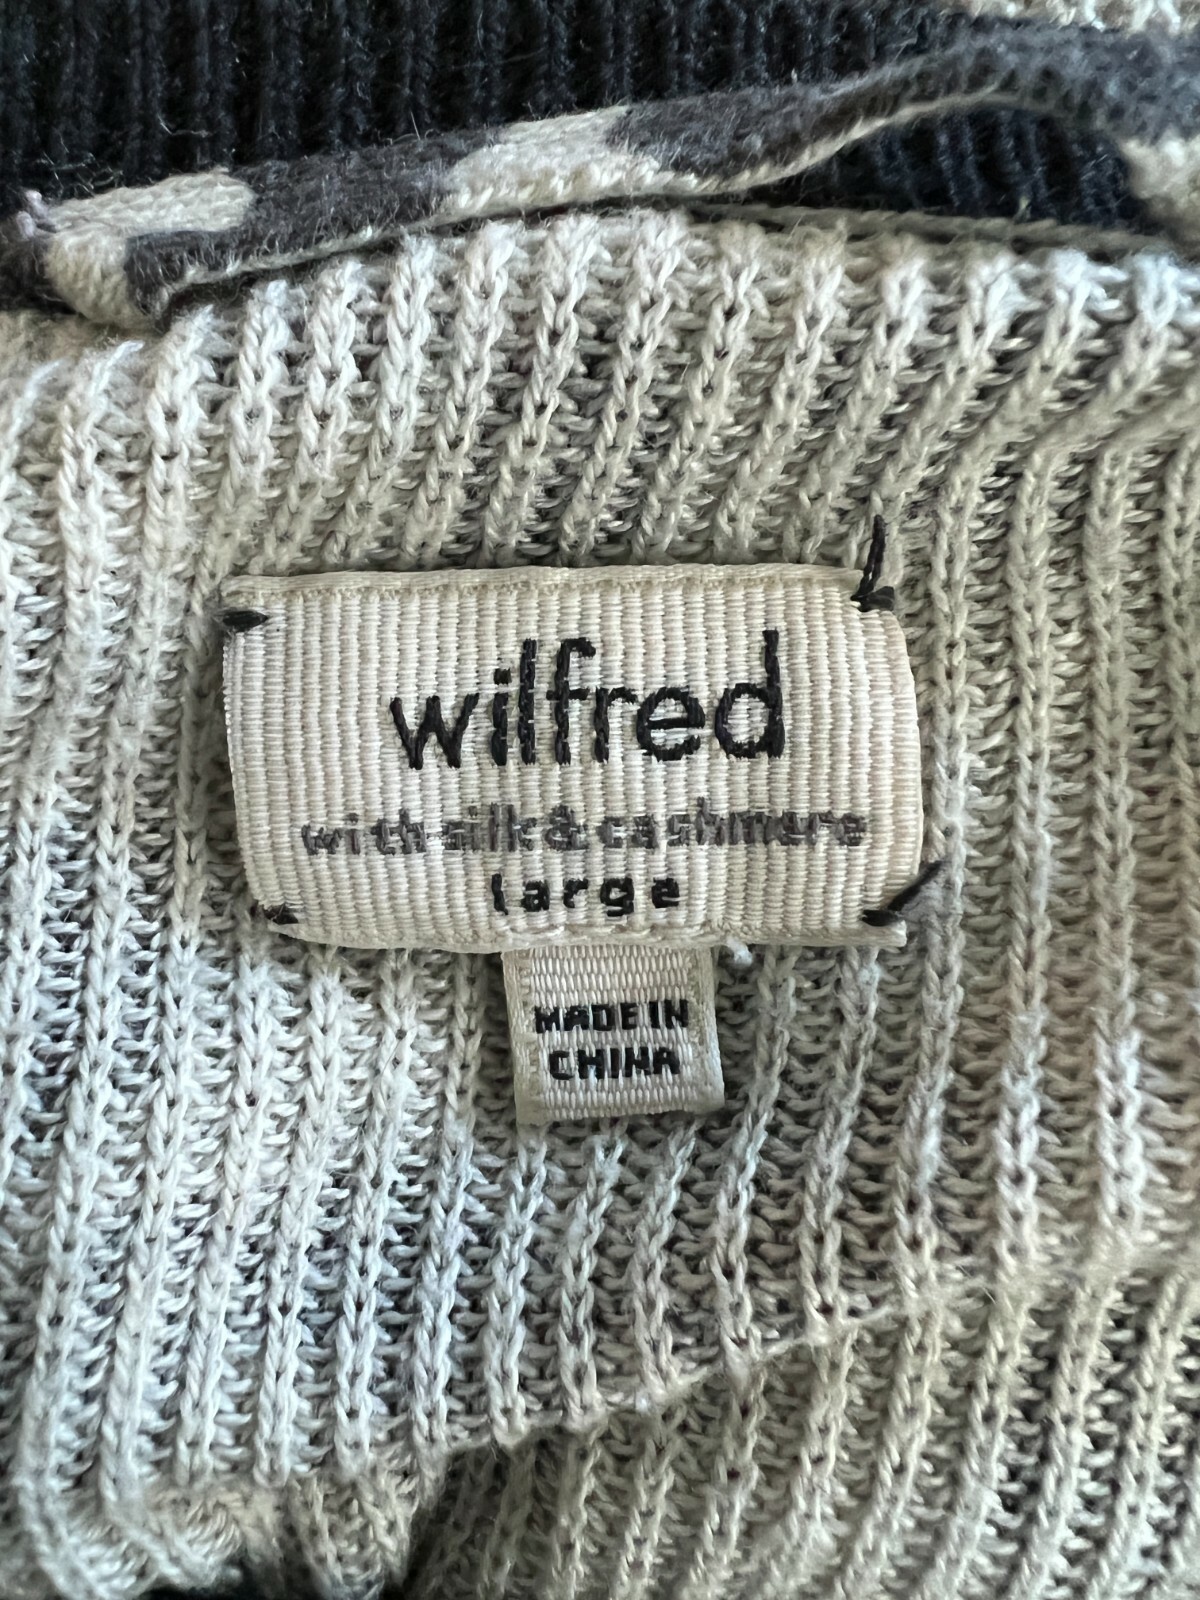 wilfred
with silk & cashmere
large
MADE IN
CHINA